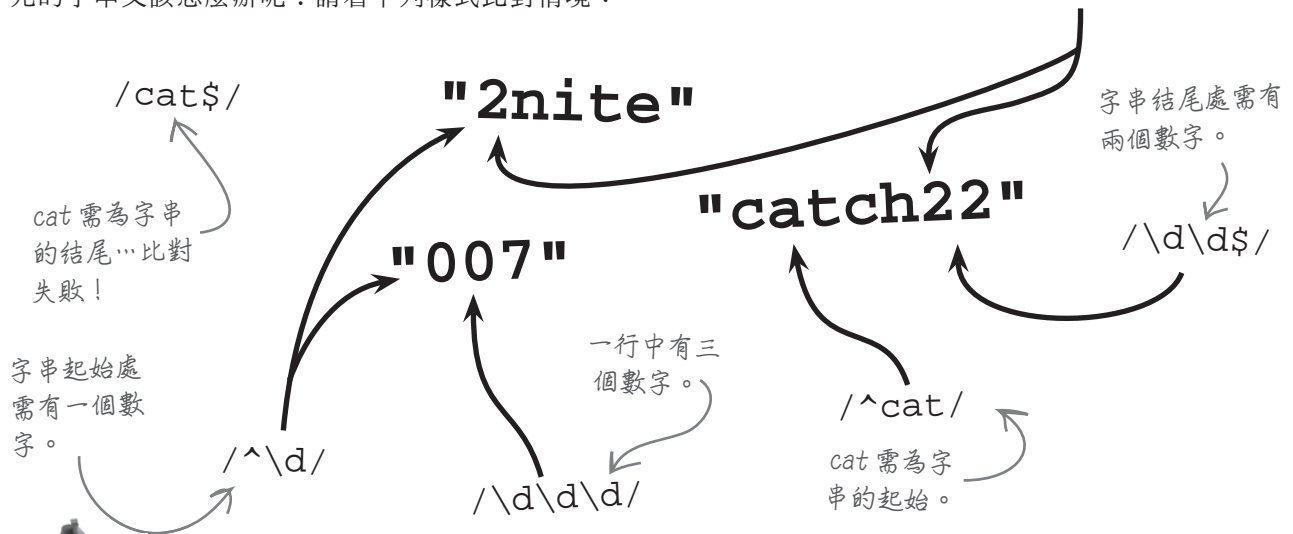 /cat$/
"2nite"
字串結尾處需有
兩個數字。
cat 需為字串
的結尾…比對
失敗！
"catch22"
/\d\d$/
"007"
字串起始處
需有一個數
字。
一行中有三
個數字。
/^\d/
/\d\d\d/
/^cat/
cat 需為字
串的起始。